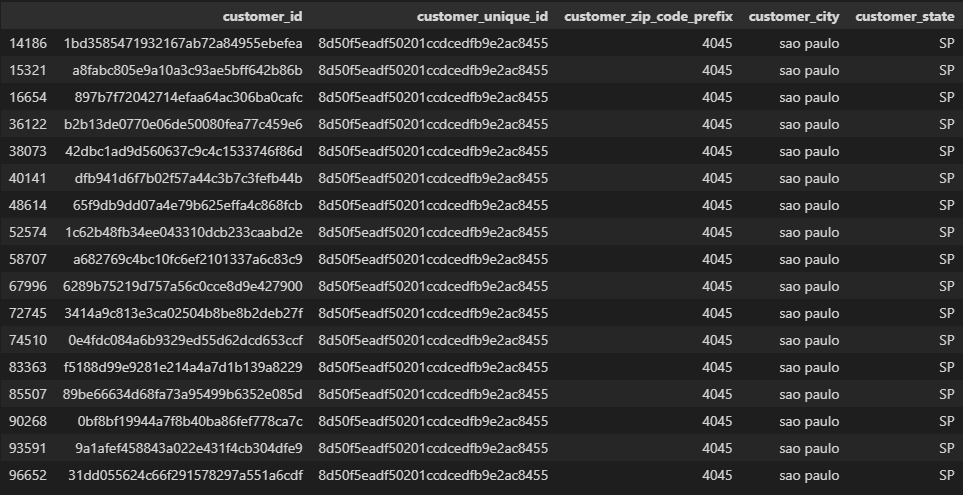 customer_id customer_unique_id customer_zip_code_prefix customer_city customer_state
14186 1bd3585471932167ab72a84955ebefea 8d50f5eadf50201ccdcedfb9e2ac8455 4045 sao paulo SP
15321 a8fabc805e9a10a3c93ae5bff642b86b 8d50f5eadf50201ccdcedfb9e2ac8455 4045 sao paulo SP
16654 897b7f72042714efaa64ac306ba0cafc 8d50f5eadf50201ccdcedfb9e2ac8455 4045 sao paulo SP
36122 b2b13de0770e06de50080fea77c459e6 8d50f5eadf50201ccdcedfb9e2ac8455 4045 sao paulo SP
38073 42dbc1ad9d560637c9c4c1533746f86d 8d50f5eadf50201ccdcedfb9e2ac8455 4045 sao paulo SP
40141 dfb941d6f7b02f57a44c3b7c3fefb44b 8d50f5eadf50201ccdcedfb9e2ac8455 4045 sao paulo SP
48614 65f9db9dd07a4e79b625effa4c868fcb 8d50f5eadf50201ccdcedfb9e2ac8455 4045 sao paulo SP
52574 1c62b48fb34ee043310dcb233caabd2e 8d50f5eadf50201ccdcedfb9e2ac8455 4045 sao paulo SP
58707 a682769c4bc10fc6ef2101337a6c83c9 8d50f5eadf50201ccdcedfb9e2ac8455 4045 sao paulo SP
67996 6289b75219d757a56c0cce8d9e427900 8d50f5eadf50201ccdcedfb9e2ac8455 4045 sao paulo SP
72745 3414a9c813e3ca02504b8be8b2deb27f 8d50f5eadf50201ccdcedfb9e2ac8455 4045 sao paulo SP
74510 0e4fdc084a6b9329ed55d62dcd653ccf 8d50f5eadf50201ccdcedfb9e2ac8455 4045 sao paulo SP
83363 f5188d99e9281e214a4a7d1b139a8229 8d50f5eadf50201ccdcedfb9e2ac8455 4045 sao paulo SP
85507 89be66634d68fa73a95499b6352e085d 8d50f5eadf50201ccdcedfb9e2ac8455 4045 sao paulo SP
90268 0bf8bf19944a7f8b40ba86fef778ca7c 8d50f5eadf50201ccdcedfb9e2ac8455 4045 sao paulo SP
93591 9a1afef458843a022e431f4cb304dfe9 8d50f5eadf50201ccdcedfb9e2ac8455 4045 sao paulo SP
96652 31dd055624c66f291578297a551a6cdf 8d50f5eadf50201ccdcedfb9e2ac8455 4045 sao paulo SP